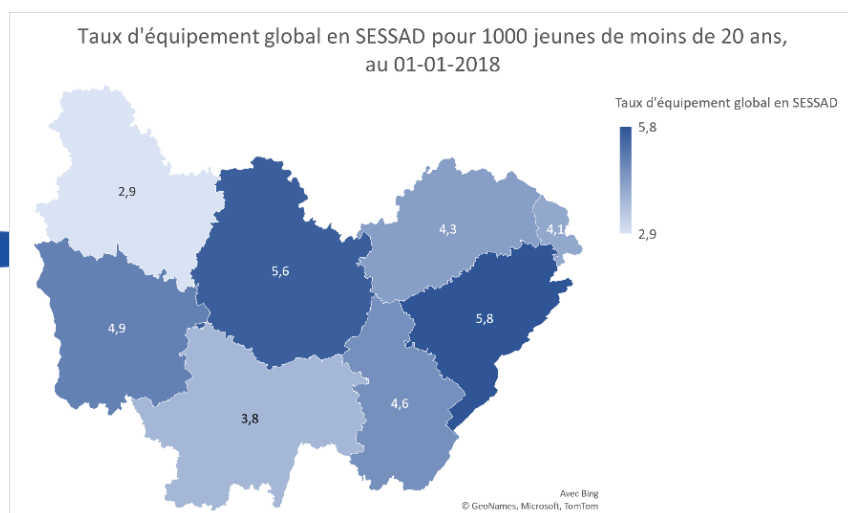 Taux d'équipement global en SESSAD pour 1000 jeunes de moins de 20 ans,
au 01-01-2018
Taux d'équipement global en SESSAD
5,8
2,9
2,9
4,3
4,1
5,6
5,8
4,9
4,6
3,8
Avec Bing
© GeoNames, Microsoft, TomTom